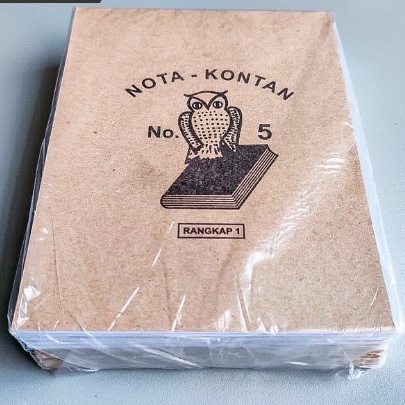 NOTA - KONTAN
No. 5
RANGKAP 1